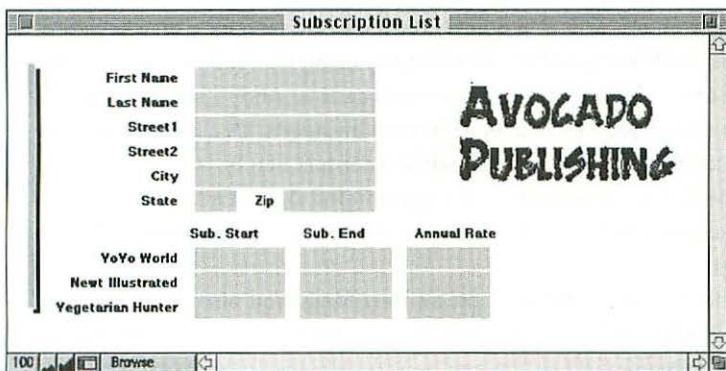 Subscription List
First Name
Last Name
Street1
Street2
City
State Zip
AVOCADO
PUBLISHING
Sub. Start Sub. End Annual Rate
YoYo World
Newt Illustrated
Vegetarian Hunter
100 Browse